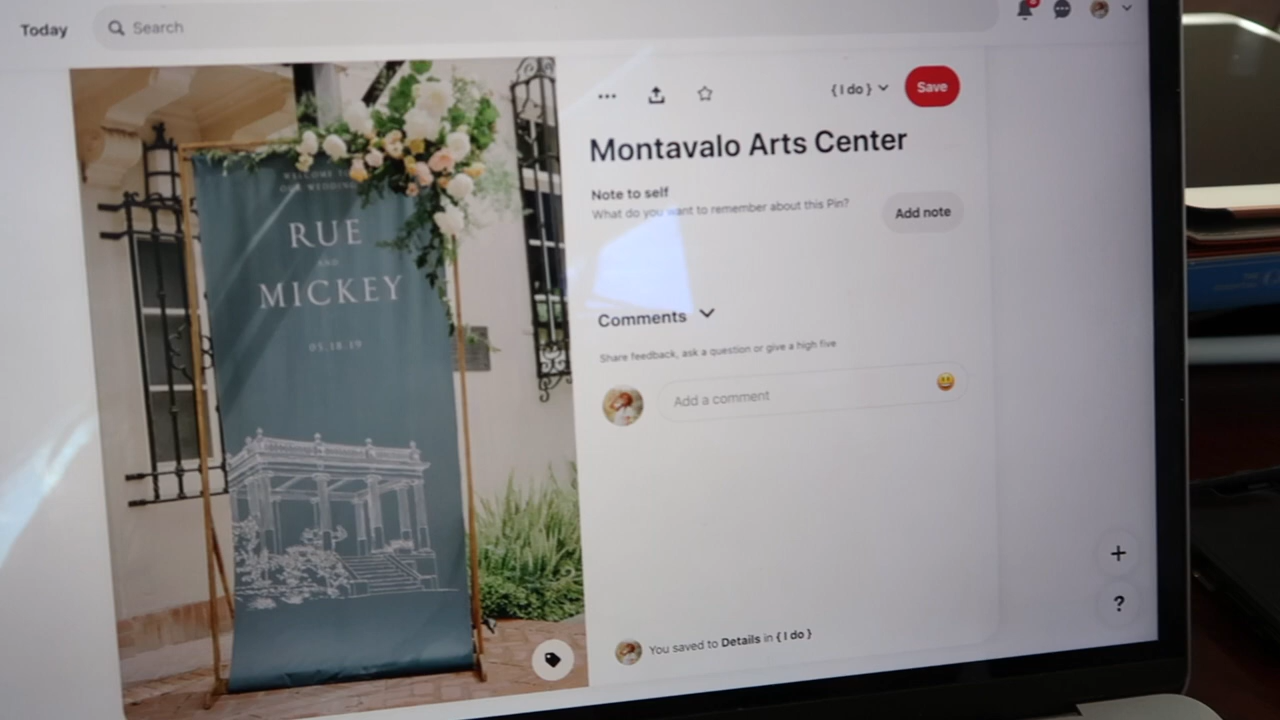 Today
Search
{ I do }
Save
WELCOME TO
OUR WEDDING
RUE
AND
MICKEY
05.18.19
Montavalo Arts Center
Note to self
What do you want to remember about this Pin?
Add note
Comments
Share feedback, ask a question or give a high five
Add a comment
You saved to Details in { I do }
+
?